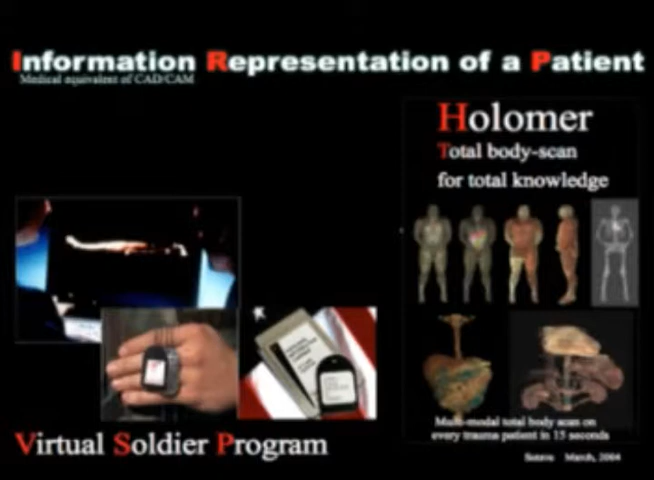 Information Representation of a Patient
Medical equivalent of CAD/CAM
Holomer
Total body-scan
for total knowledge
Multi-modal total body scan on
every trauma patient in 15 seconds
Virtual Soldier Program
Satava March, 2004